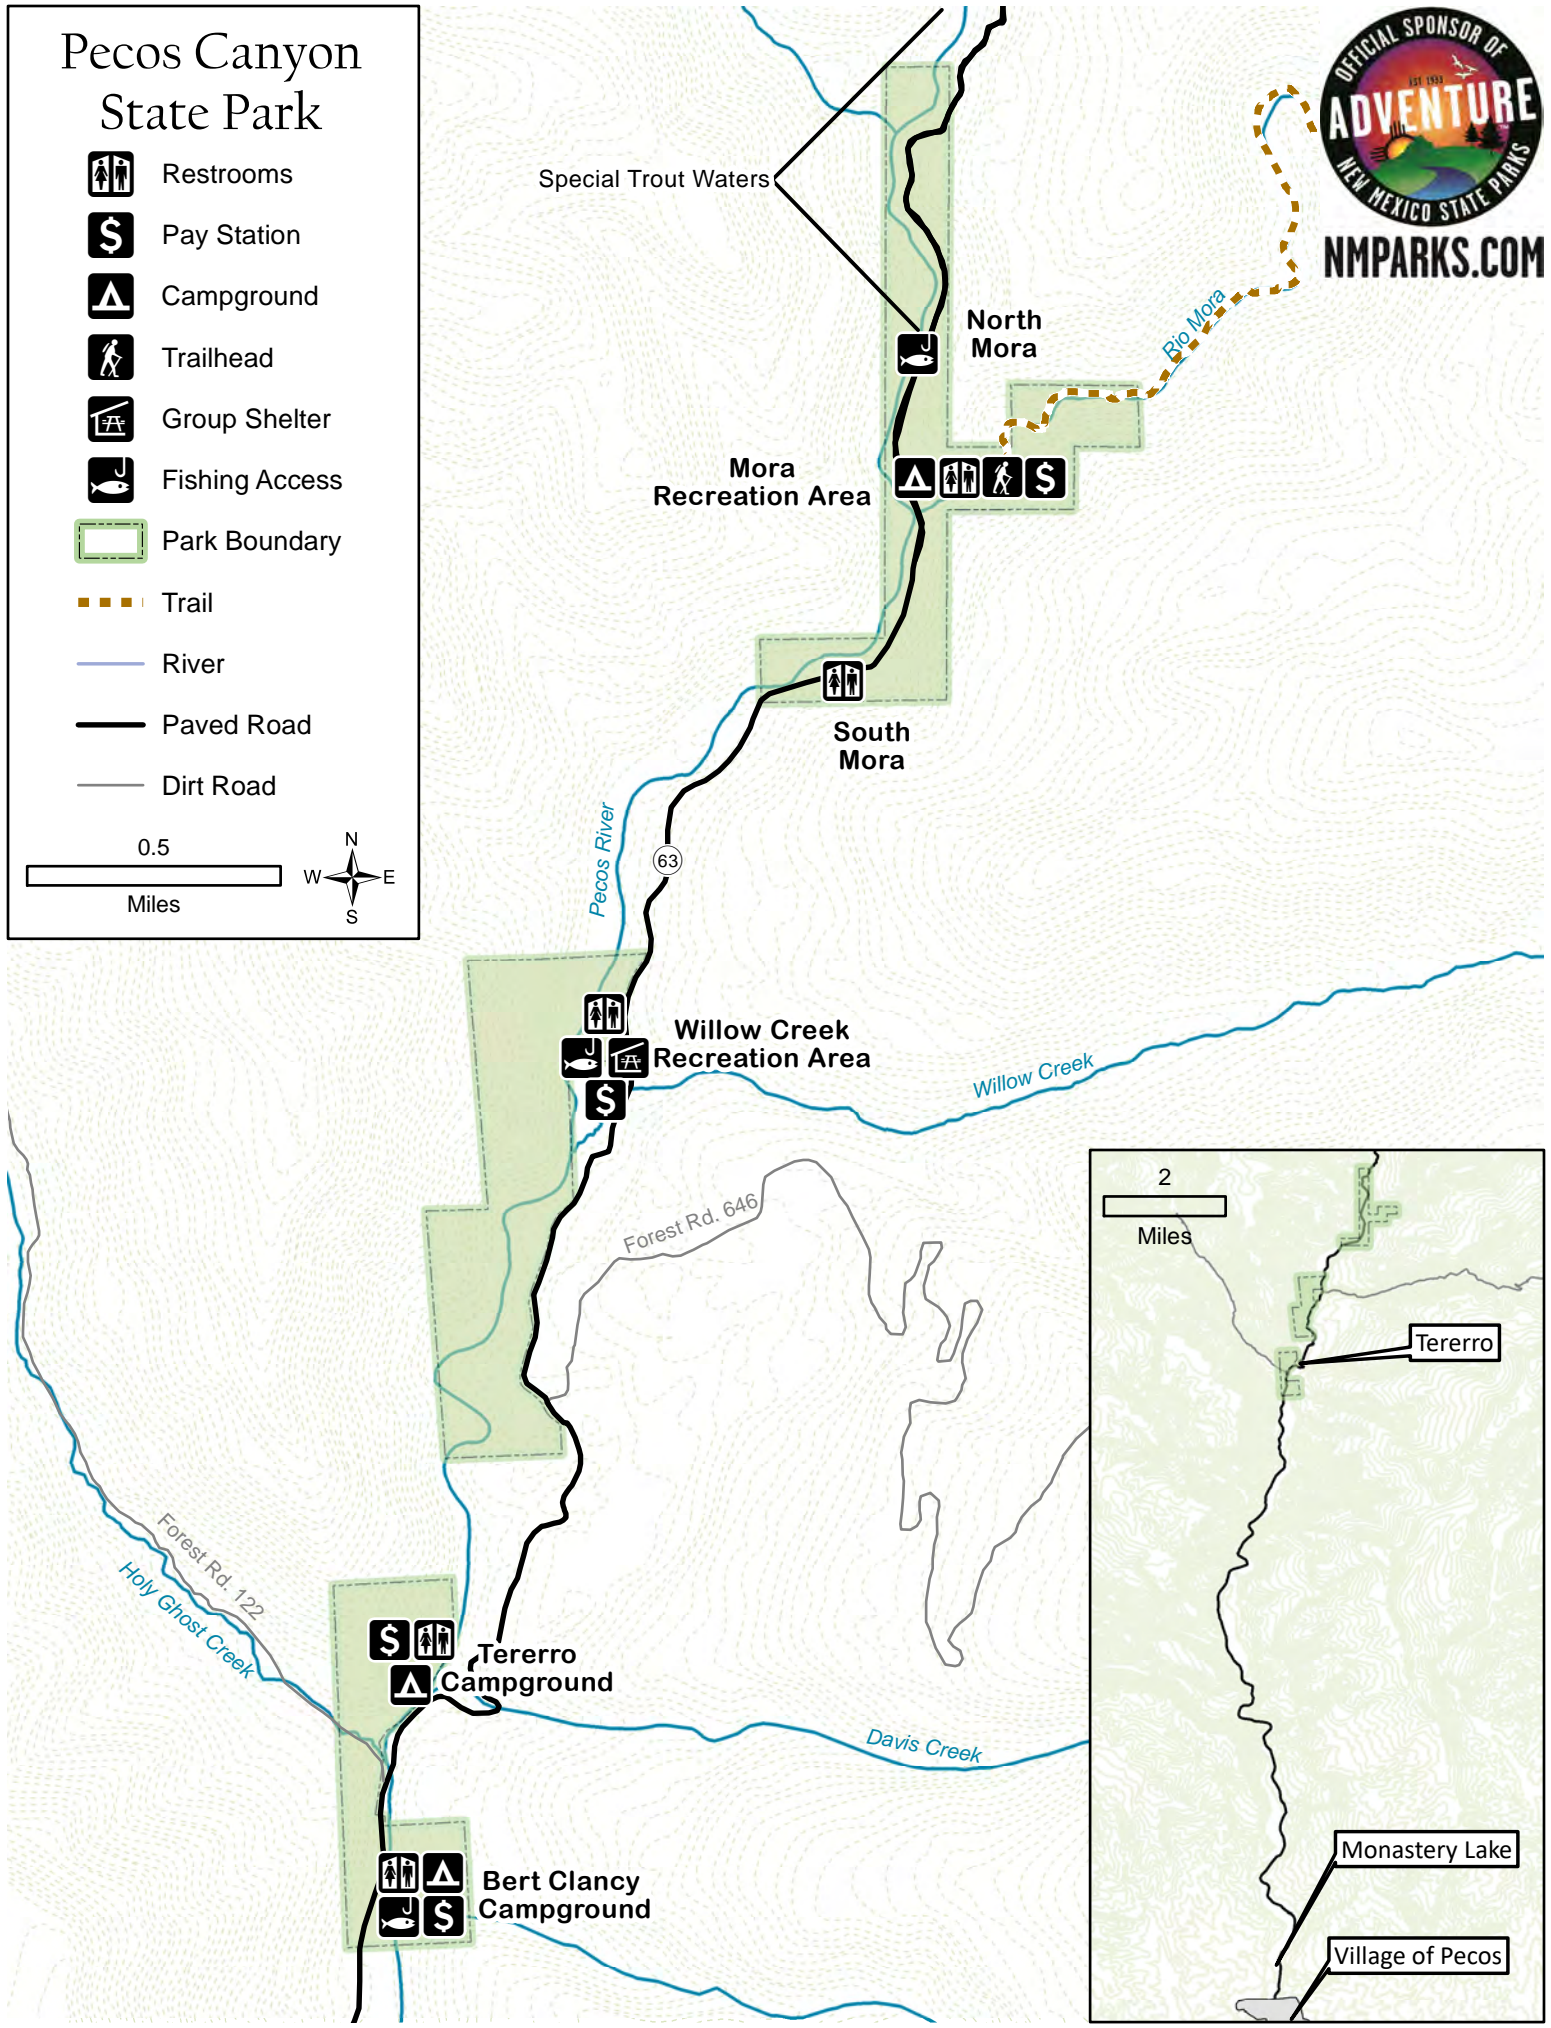 Pecos Canyon
State Park
Restrooms
$
Pay Station
Campground
Trailhead
Group Shelter
Fishing Access
Park Boundary
Trail
River
Paved Road
Dirt Road
0.5
Miles
N
W
E
S
OFFICIAL SPONSOR OF
EST 1933
ADVENTURE
NEW MEXICO STATE PARKS
NMPARKS.COM
Special Trout Waters
North
Mora
Rio Mora
Mora
Recreation Area
$
South
Mora
Pecos River
63
Willow Creek
Recreation Area
$
Willow Creek
Forest Rd. 646
Forest Rd. 122
Holy Ghost Creek
$
Tererro
Campground
Davis Creek
Bert Clancy
Campground
$
2
Miles
Tererro
Monastery Lake
Village of Pecos